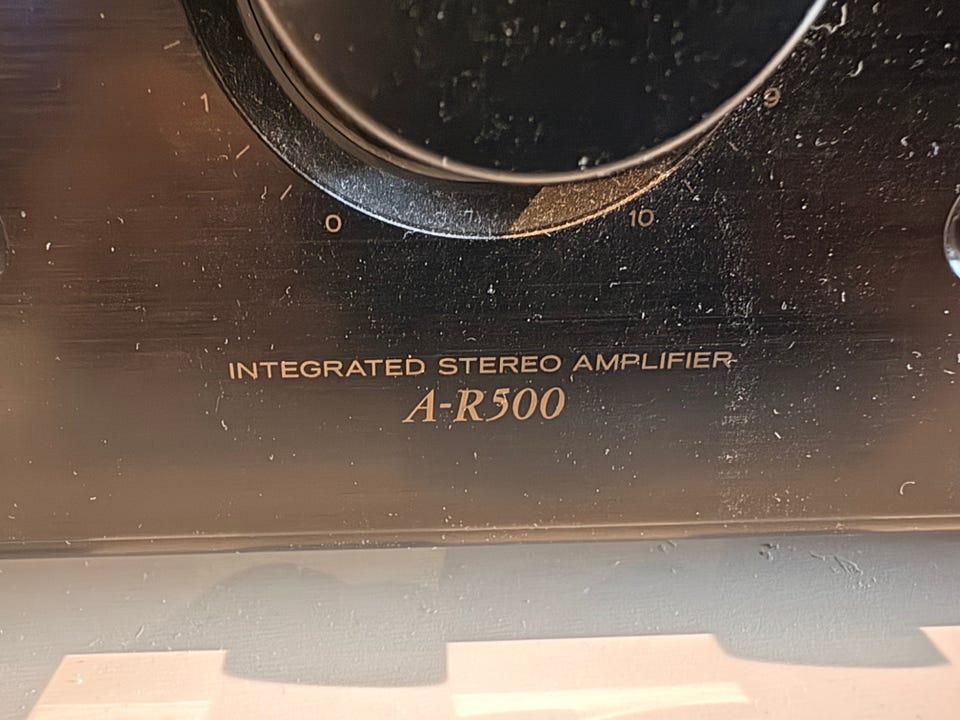 1 9
0 10
INTEGRATED STEREO AMPLIFIER
A-R500